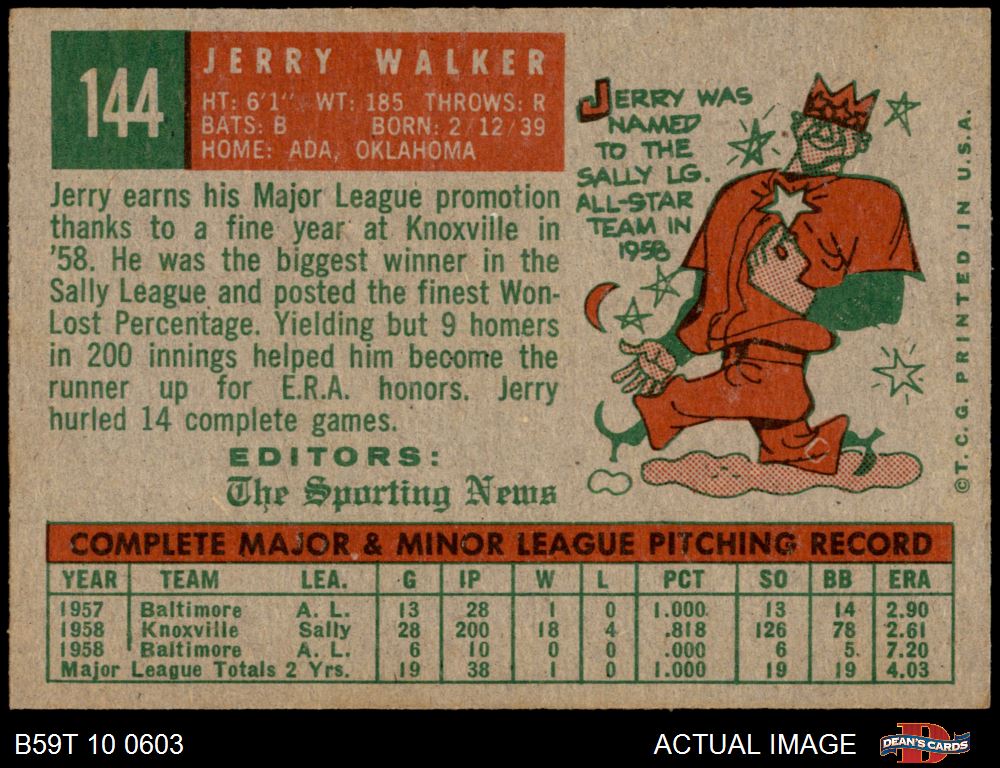 144
JERRY WALKER
HT: 6'1" WT: 185 THROWS: R
BATS: B BORN: 2/12/39
HOME: ADA, OKLAHOMA
Jerry earns his Major League promotion
thanks to a fine year at Knoxville in
'58. He was the biggest winner in the
Sally League and posted the finest Won-
Lost Percentage. Yielding but 9 homers
in 200 innings helped him become the
runner up for E.R.A. honors. Jerry
hurled 14 complete games.
EDITORS:
The Sporting News
JERRY WAS
NAMED
TO THE
SALLY LG.
ALL-STAR
TEAM IN
1958
©T.C.G. PRINTED IN U.S.A.
COMPLETE MAJOR & MINOR LEAGUE PITCHING RECORD
YEAR TEAM LEA. G IP W L PCT SO BB ERA
1957 Baltimore A. L. 13 28 1 0 1.000 13 14 2.90
1958 Knoxville Sally 28 200 18 4 .818 126 78 2.61
1958 Baltimore A. L. 6 10 0 0 .000 6 5 7.20
Major League Totals 2 Yrs. 19 38 1 0 1.000 19 19 4.03
B59T 10 0603
ACTUAL IMAGE
DEAN'S CARDS